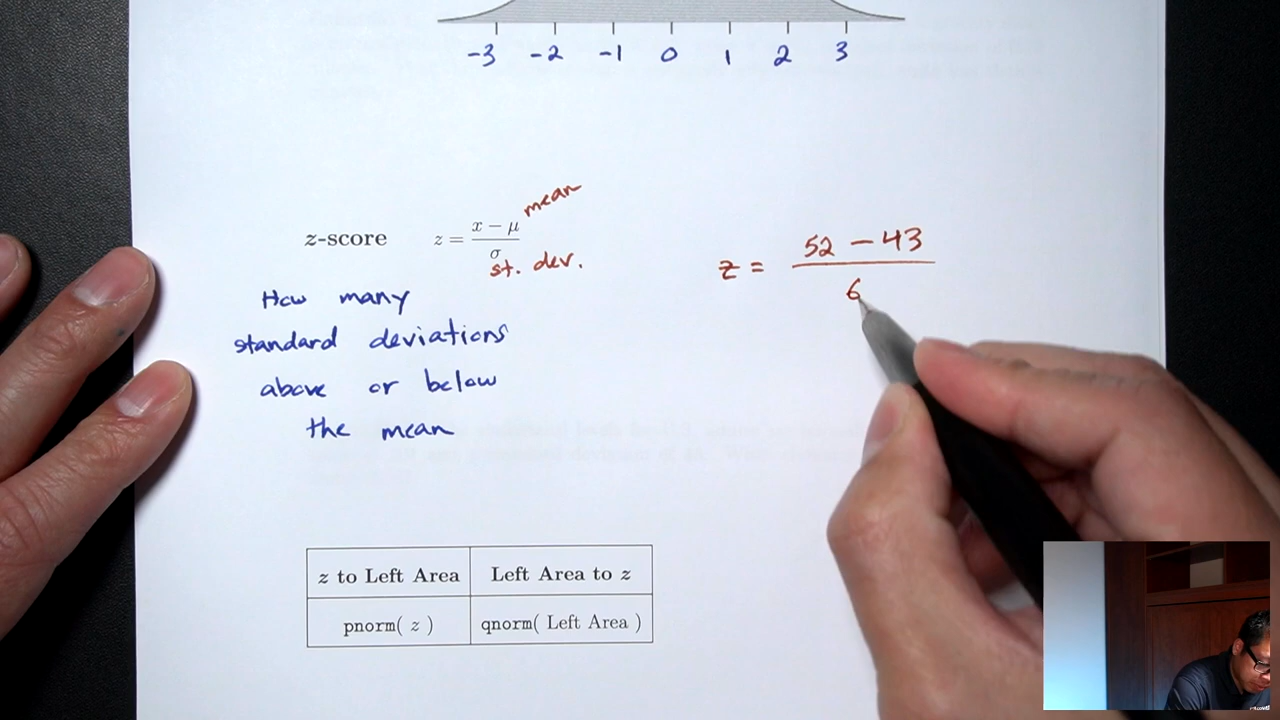 -3 -2 -1 0 1 2 3
mean
z-score z = x − μ / σ
st. dev.
z = 52 − 43 / 6
How many
standard deviations
above or below
the mean
z to Left Area Left Area to z
pnorm( z ) qnorm( Left Area )